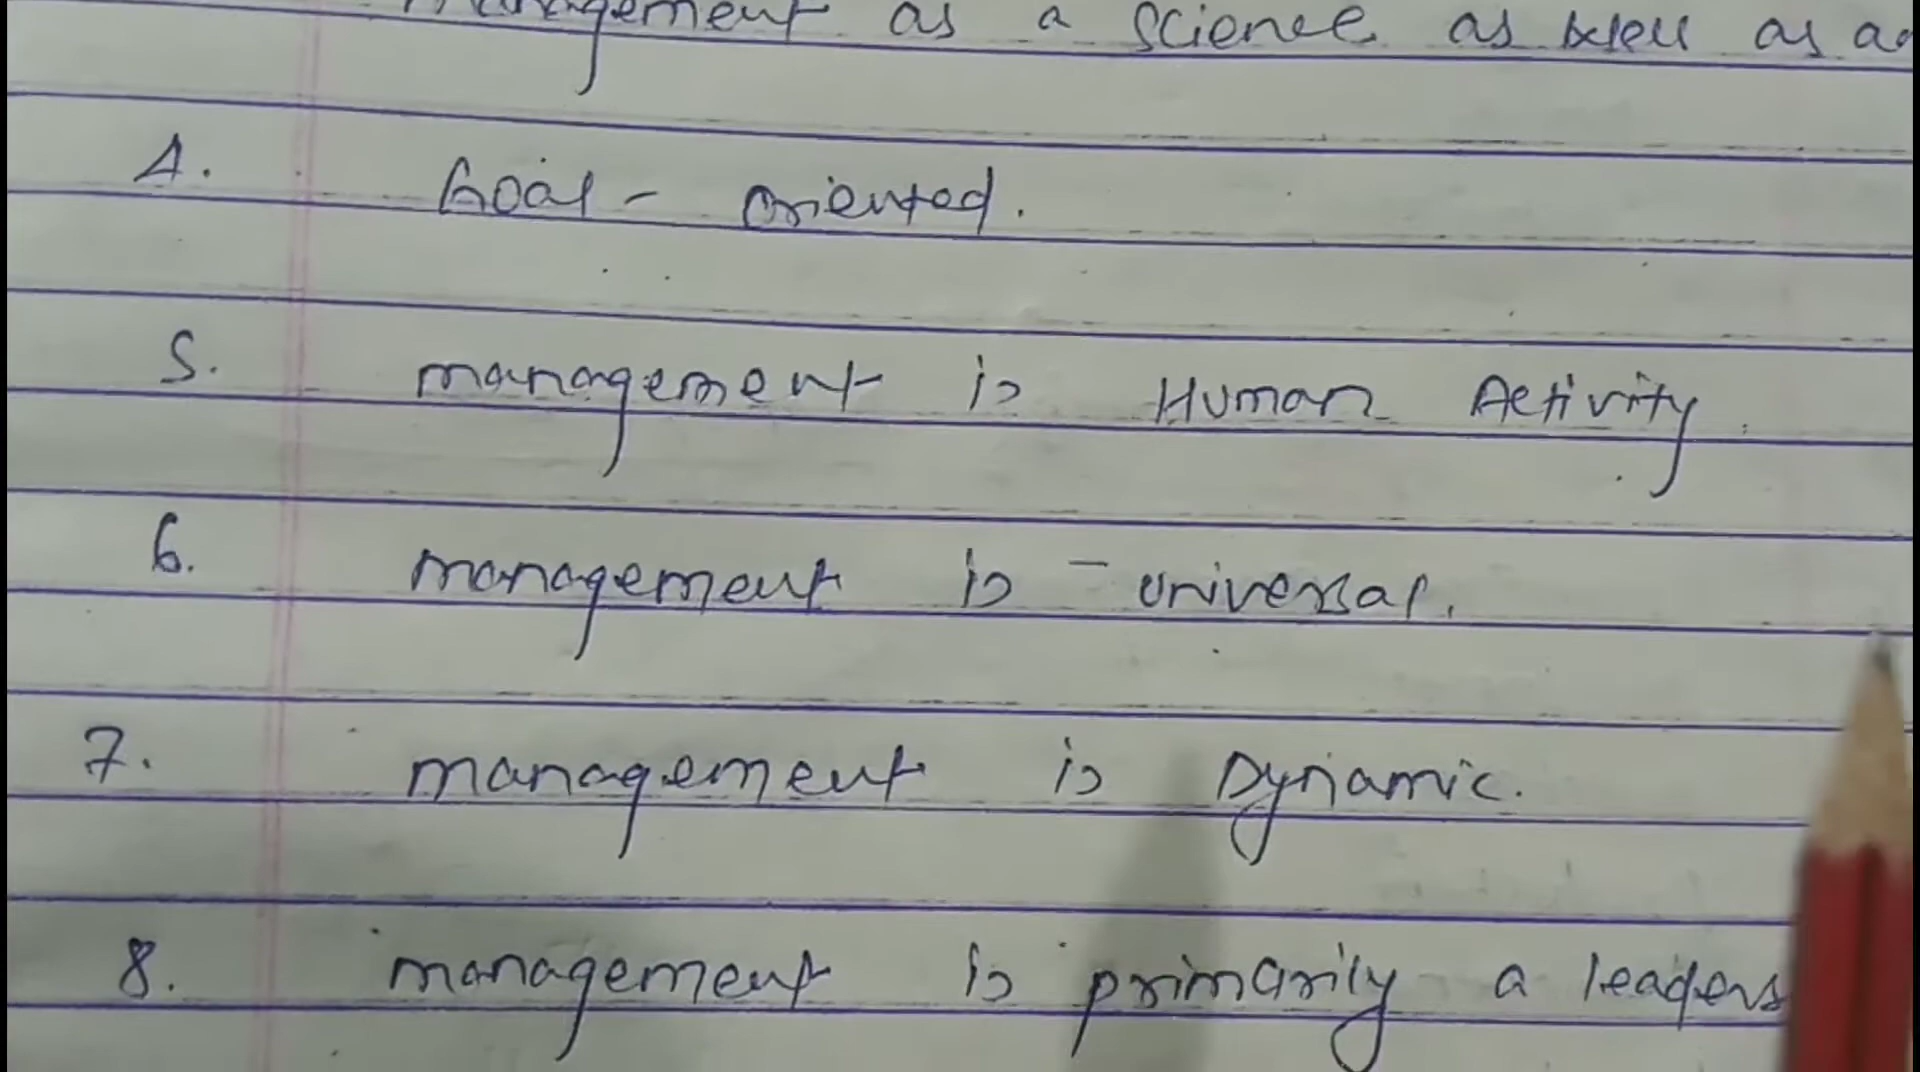 management as a science as well as a
4. Goal - oriented.
5. management is Human Activity.
6. management is - universal.
7. management is Dynamic.
8. management is primarily a leaders